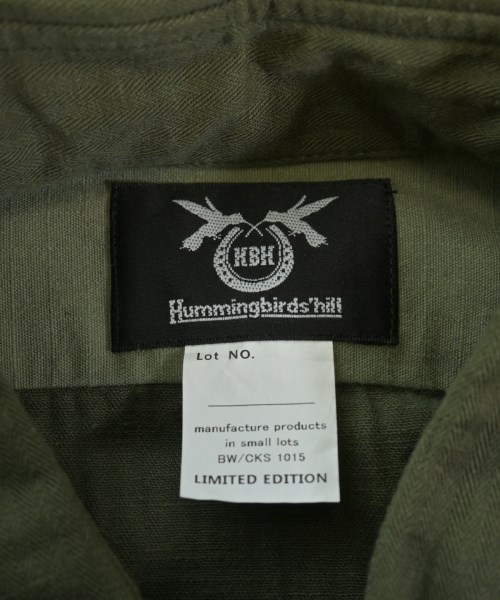 HBH
Hummingbirds'hill
Lot NO.
manufacture products
in small lots
BW/CKS 1015
LIMITED EDITION